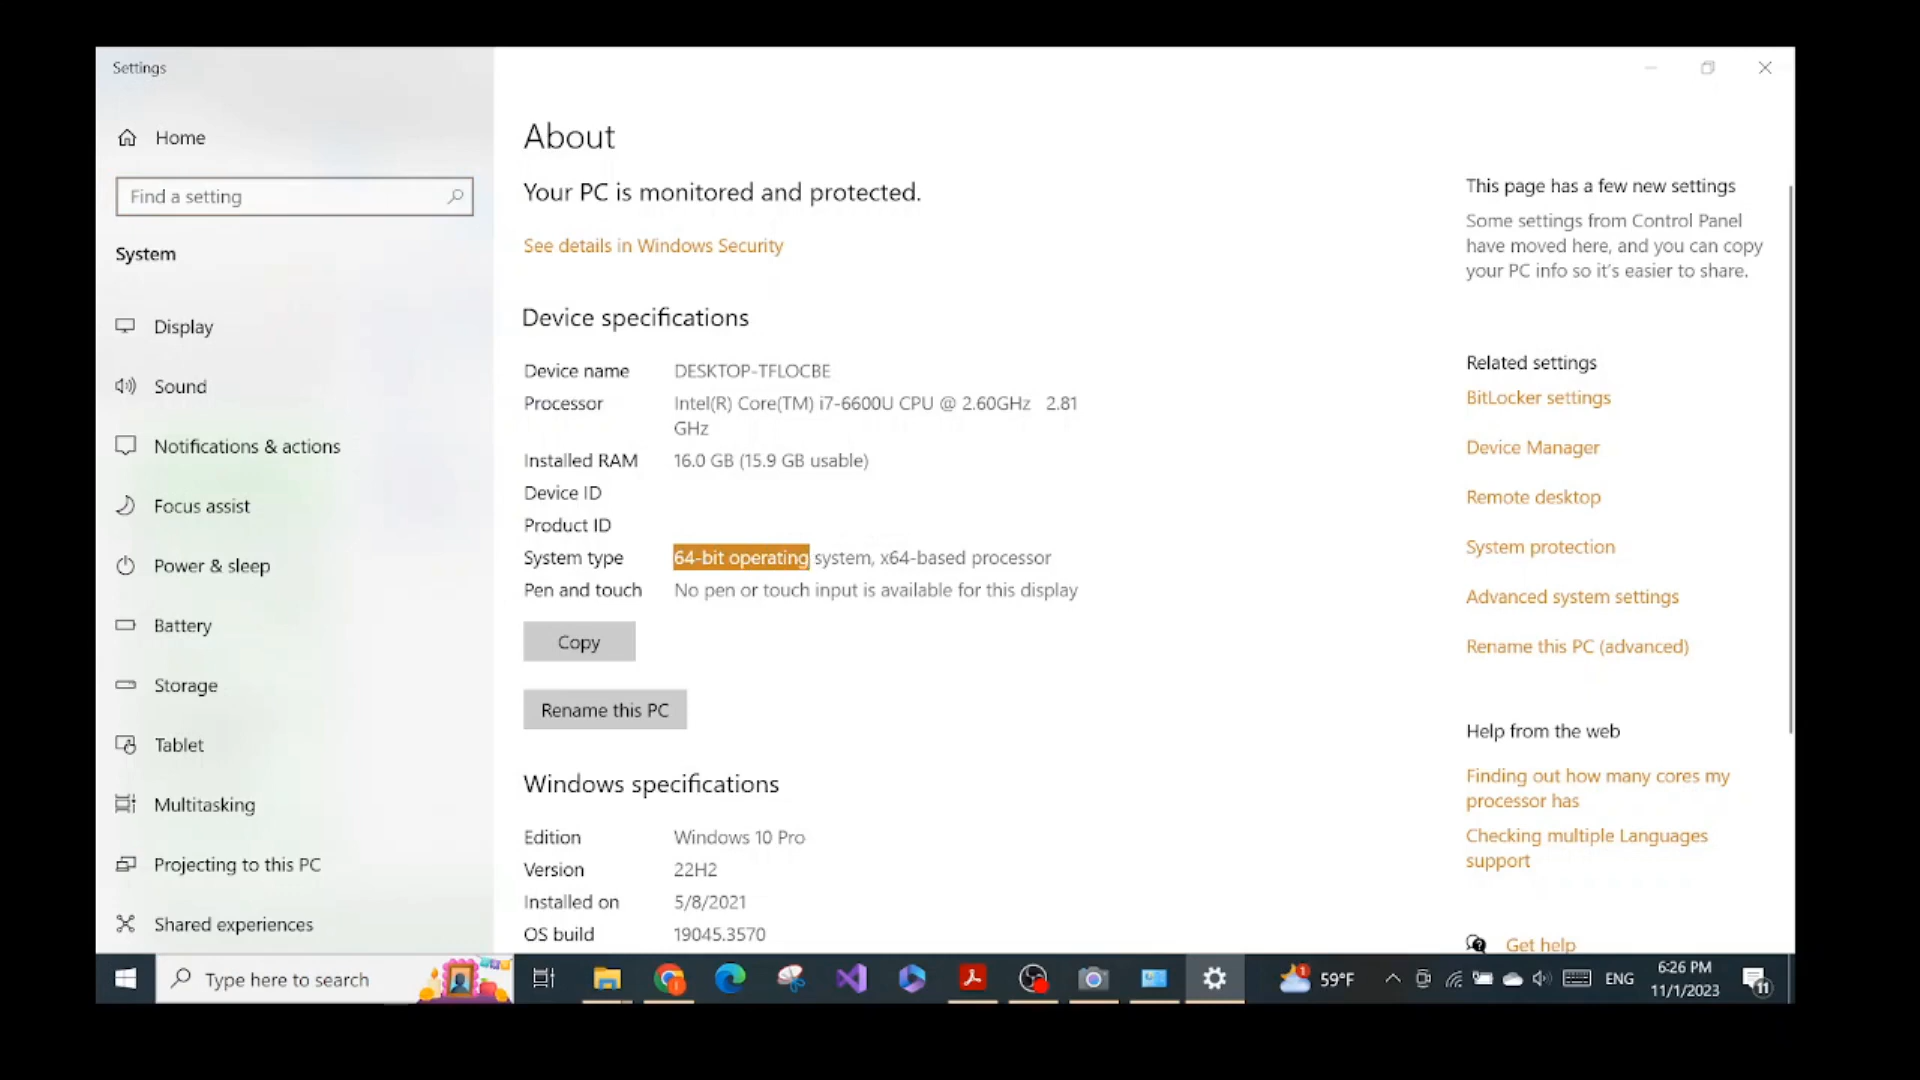 Settings
Home
Find a setting
System
Display
Sound
Notifications & actions
Focus assist
Power & sleep
Battery
Storage
Tablet
Multitasking
Projecting to this PC
Shared experiences
About
Your PC is monitored and protected.
See details in Windows Security
Device specifications
Device name DESKTOP-TFLOCBE
Processor Intel(R) Core(TM) i7-6600U CPU @ 2.60GHz 2.81
GHz
Installed RAM 16.0 GB (15.9 GB usable)
Device ID
Product ID
System type 64-bit operating system, x64-based processor
Pen and touch No pen or touch input is available for this display
Copy
Rename this PC
Windows specifications
Edition Windows 10 Pro
Version 22H2
Installed on 5/8/2021
OS build 19045.3570
This page has a few new settings
Some settings from Control Panel
have moved here, and you can copy
your PC info so it's easier to share.
Related settings
BitLocker settings
Device Manager
Remote desktop
System protection
Advanced system settings
Rename this PC (advanced)
Help from the web
Finding out how many cores my
processor has
Checking multiple Languages
support
Get help
Type here to search
1
59°F
ENG
6:26 PM
11/1/2023
11